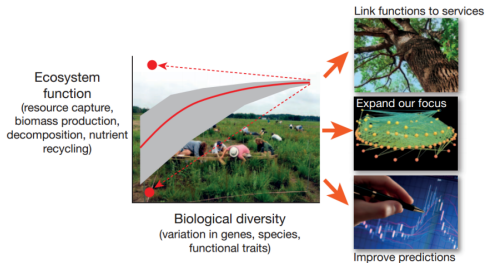 Link functions to services
Ecosystem
function
(resource capture,
biomass production,
decomposition, nutrient
recycling)
Expand our focus
Biological diversity
(variation in genes, species,
functional traits)
Improve predictions